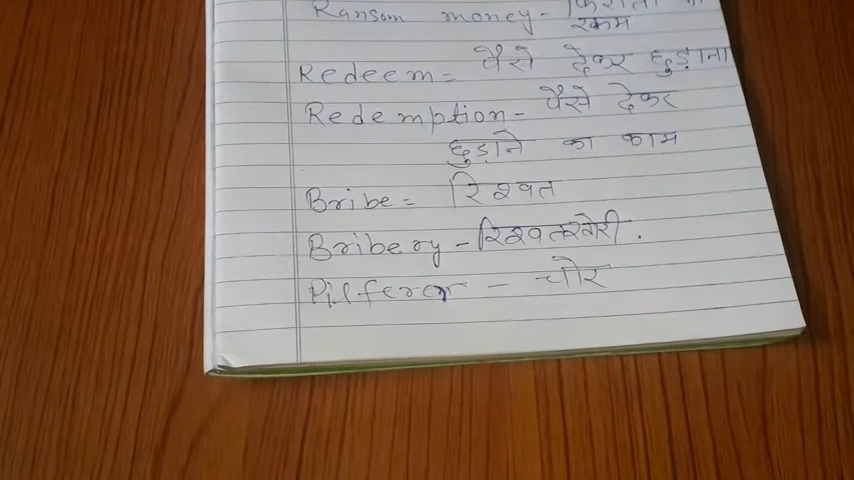 Ransom money - फिरौती
रकम
Redeem = पैसे देकर छुड़ाना
Redemption - पैसे देकर
छुड़ाने का काम
Bribe = रिश्वत
Bribery - रिश्वतखोरी.
Pilferer - चोर